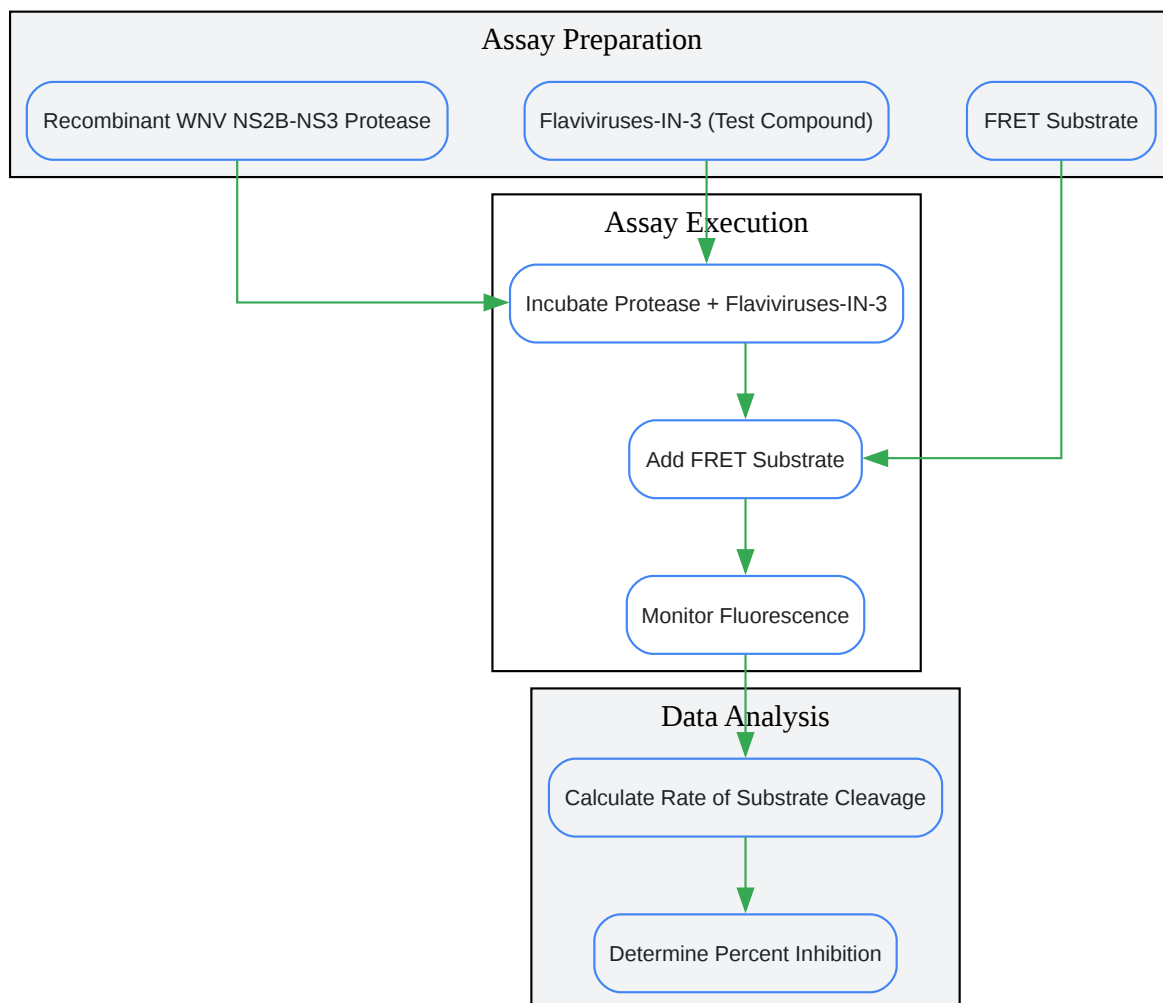 Assay Preparation
Recombinant WNV NS2B-NS3 Protease
Flaviviruses-IN-3 (Test Compound)
FRET Substrate
Assay Execution
Incubate Protease + Flaviviruses-IN-3
Add FRET Substrate
Monitor Fluorescence
Data Analysis
Calculate Rate of Substrate Cleavage
Determine Percent Inhibition